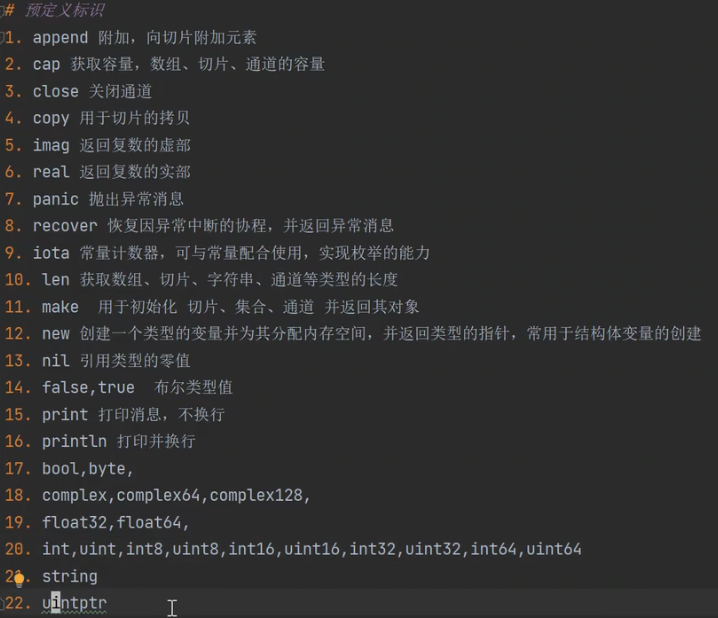 # 预定义标识
1. append 附加，向切片附加元素
2. cap 获取容量，数组、切片、通道的容量
3. close 关闭通道
4. copy 用于切片的拷贝
5. imag 返回复数的虚部
6. real 返回复数的实部
7. panic 抛出异常消息
8. recover 恢复因异常中断的协程，并返回异常消息
9. iota 常量计数器，可与常量配合使用，实现枚举的能力
10. len 获取数组、切片、字符串、通道等类型的长度
11. make  用于初始化 切片、集合、通道 并返回其对象
12. new 创建一个类型的变量并为其分配内存空间，并返回类型的指针，常用于结构体变量的创建
13. nil 引用类型的零值
14. false,true  布尔类型值
15. print 打印消息，不换行
16. println 打印并换行
17. bool,byte,
18. complex,complex64,complex128,
19. float32,float64,
20. int,uint,int8,uint8,int16,uint16,int32,uint32,int64,uint64
21. string
22. uintptr